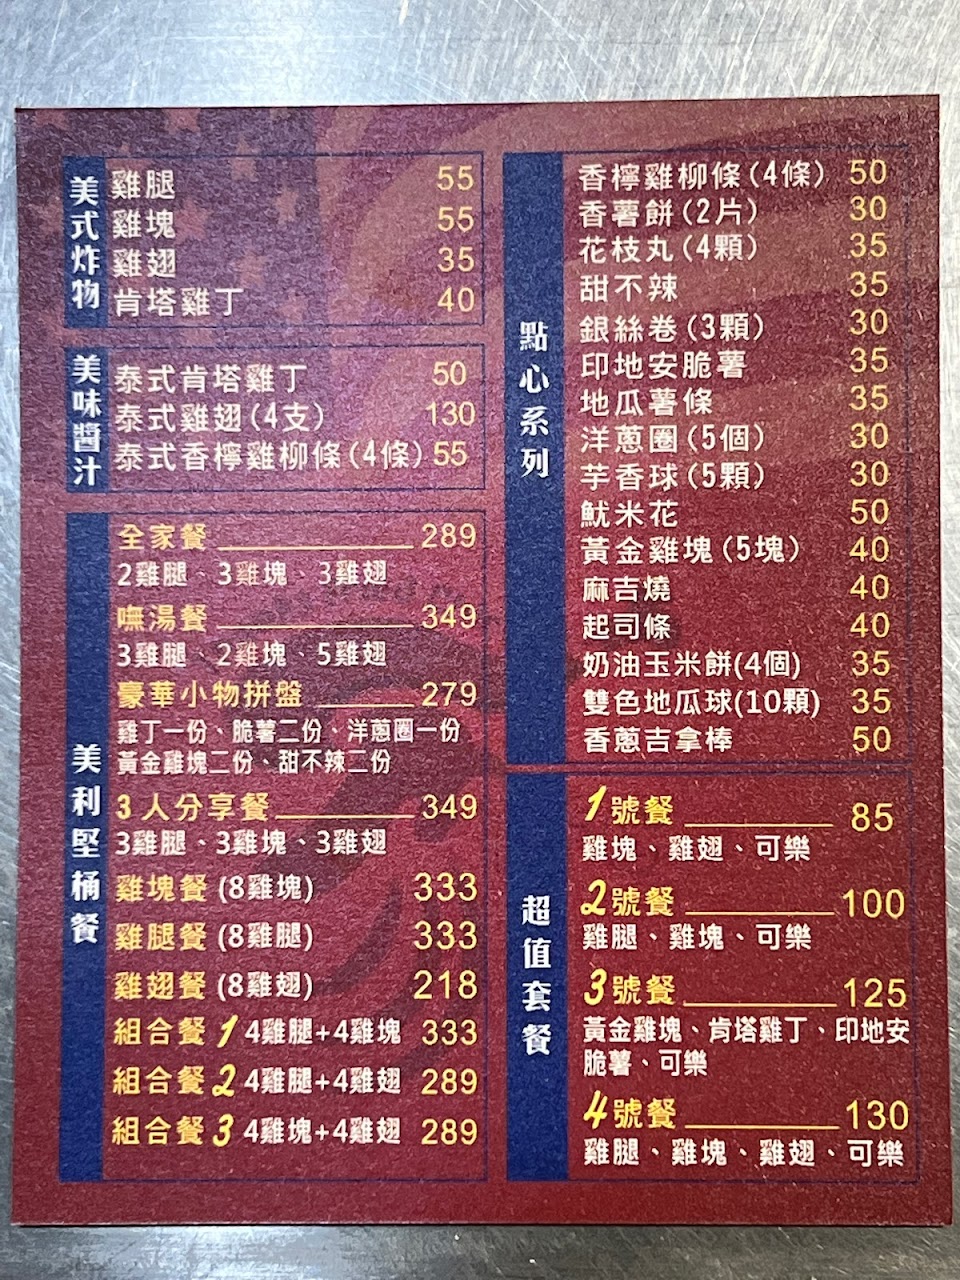 美式炸物
雞腿 55
雞塊 55
雞翅 35
肯塔雞丁 40
美味醬汁
泰式肯塔雞丁 50
泰式雞翅(4支) 130
泰式香檸雞柳條(4條) 55
美利堅桶餐
全家餐 289
2雞腿、3雞塊、3雞翅
嘸湯餐 349
3雞腿、2雞塊、5雞翅
豪華小物拼盤 279
雞丁一份、脆薯二份、洋蔥圈一份
黃金雞塊二份、甜不辣二份
3人分享餐 349
3雞腿、3雞塊、3雞翅
雞塊餐 (8雞塊) 333
雞腿餐 (8雞腿) 333
雞翅餐 (8雞翅) 218
組合餐1 4雞腿+4雞塊 333
組合餐2 4雞腿+4雞翅 289
組合餐3 4雞塊+4雞翅 289
點心系列
香檸雞柳條(4條) 50
香薯餅(2片) 30
花枝丸(4顆) 35
甜不辣 35
銀絲卷(3顆) 30
印地安脆薯 35
地瓜薯條 35
洋蔥圈(5個) 30
芋香球(5顆) 30
魷米花 50
黃金雞塊(5塊) 40
麻吉燒 40
起司條 40
奶油玉米餅(4個) 35
雙色地瓜球(10顆) 35
香蔥吉拿棒 50
超值套餐
1號餐 85
雞塊、雞翅、可樂
2號餐 100
雞腿、雞塊、可樂
3號餐 125
黃金雞塊、肯塔雞丁、印地安
脆薯、可樂
4號餐 130
雞腿、雞塊、雞翅、可樂